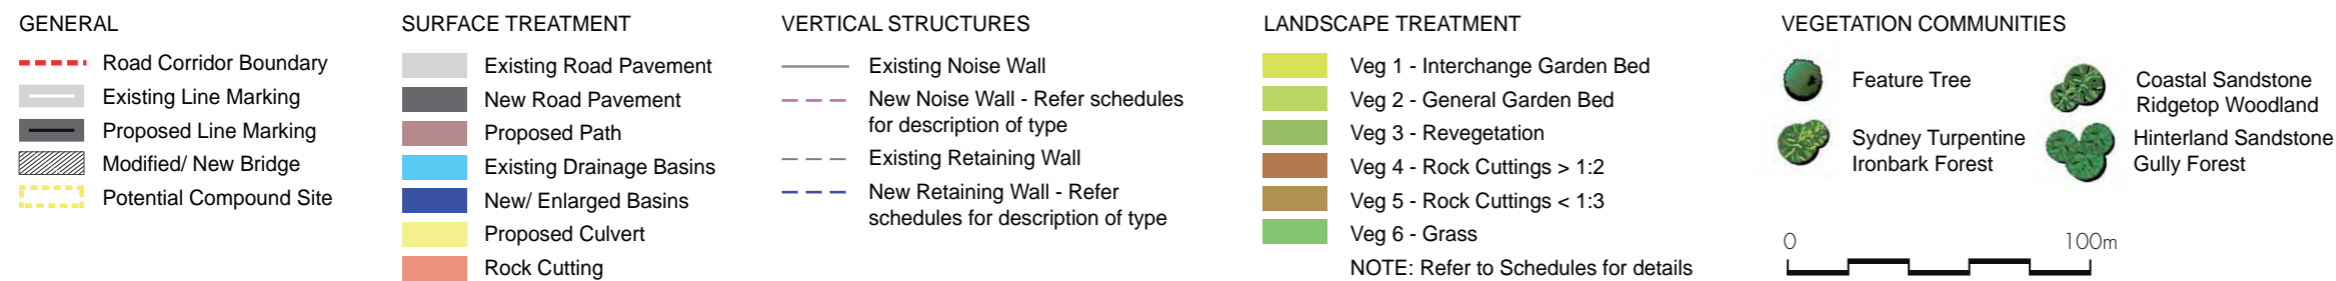 GENERAL
Road Corridor Boundary
Existing Line Marking
Proposed Line Marking
Modified/ New Bridge
Potential Compound Site
SURFACE TREATMENT
Existing Road Pavement
New Road Pavement
Proposed Path
Existing Drainage Basins
New/ Enlarged Basins
Proposed Culvert
Rock Cutting
VERTICAL STRUCTURES
Existing Noise Wall
New Noise Wall - Refer schedules
for description of type
Existing Retaining Wall
New Retaining Wall - Refer
schedules for description of type
LANDSCAPE TREATMENT
Veg 1 - Interchange Garden Bed
Veg 2 - General Garden Bed
Veg 3 - Revegetation
Veg 4 - Rock Cuttings > 1:2
Veg 5 - Rock Cuttings < 1:3
Veg 6 - Grass
NOTE: Refer to Schedules for details
VEGETATION COMMUNITIES
Feature Tree
Sydney Turpentine
Ironbark Forest
Coastal Sandstone
Ridgetop Woodland
Hinterland Sandstone
Gully Forest
0 100m